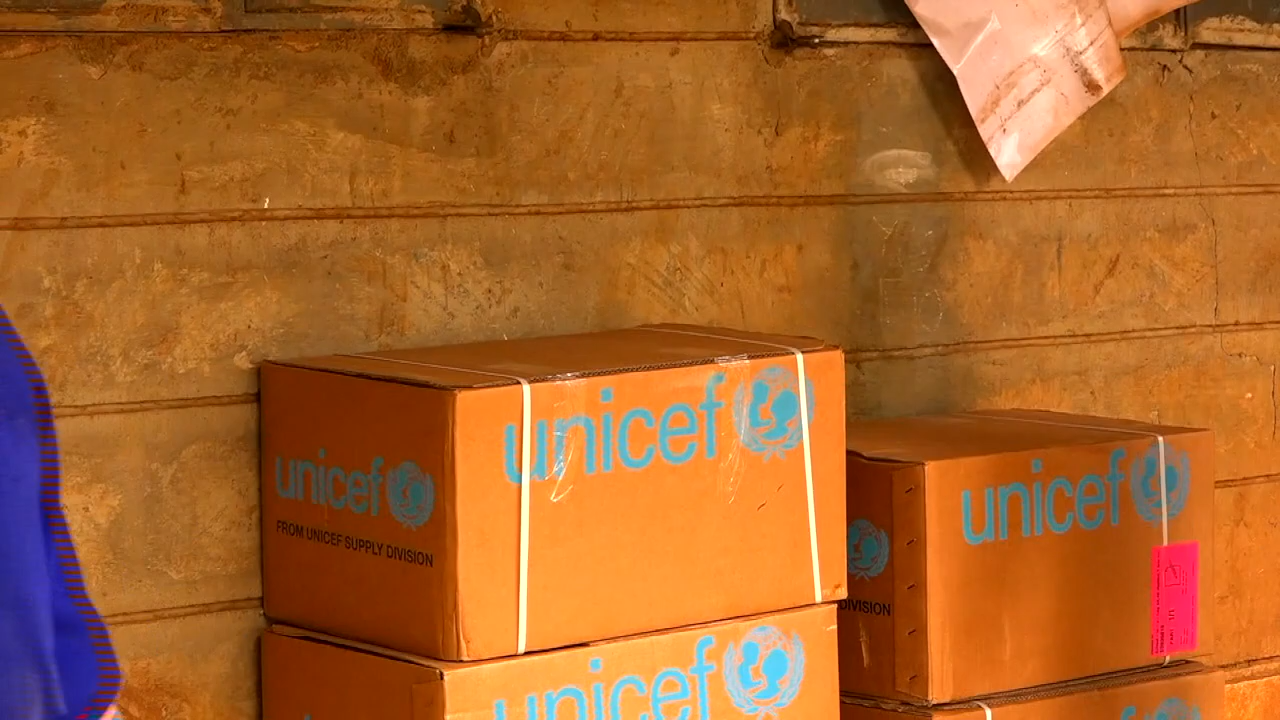 unicef
unicef
FROM UNICEF SUPPLY DIVISION
unicef
DIVISION
unicef